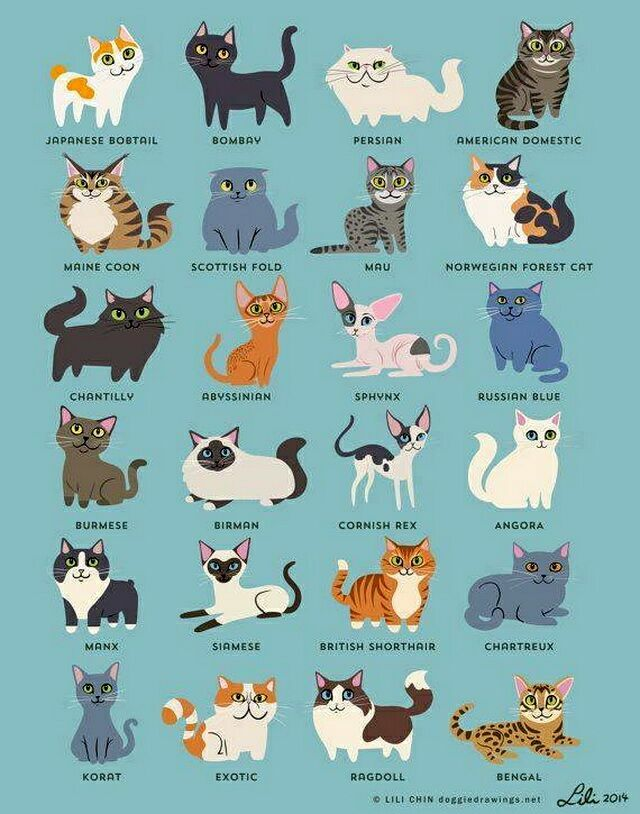 JAPANESE BOBTAIL
BOMBAY
PERSIAN
AMERICAN DOMESTIC
MAINE COON
SCOTTISH FOLD
MAU
NORWEGIAN FOREST CAT
CHANTILLY
ABYSSINIAN
SPHYNX
RUSSIAN BLUE
BURMESE
BIRMAN
CORNISH REX
ANGORA
MANX
SIAMESE
BRITISH SHORTHAIR
CHARTREUX
KORAT
EXOTIC
RAGDOLL
BENGAL
© LILI CHIN doggiedrawings.net
Lili 2014